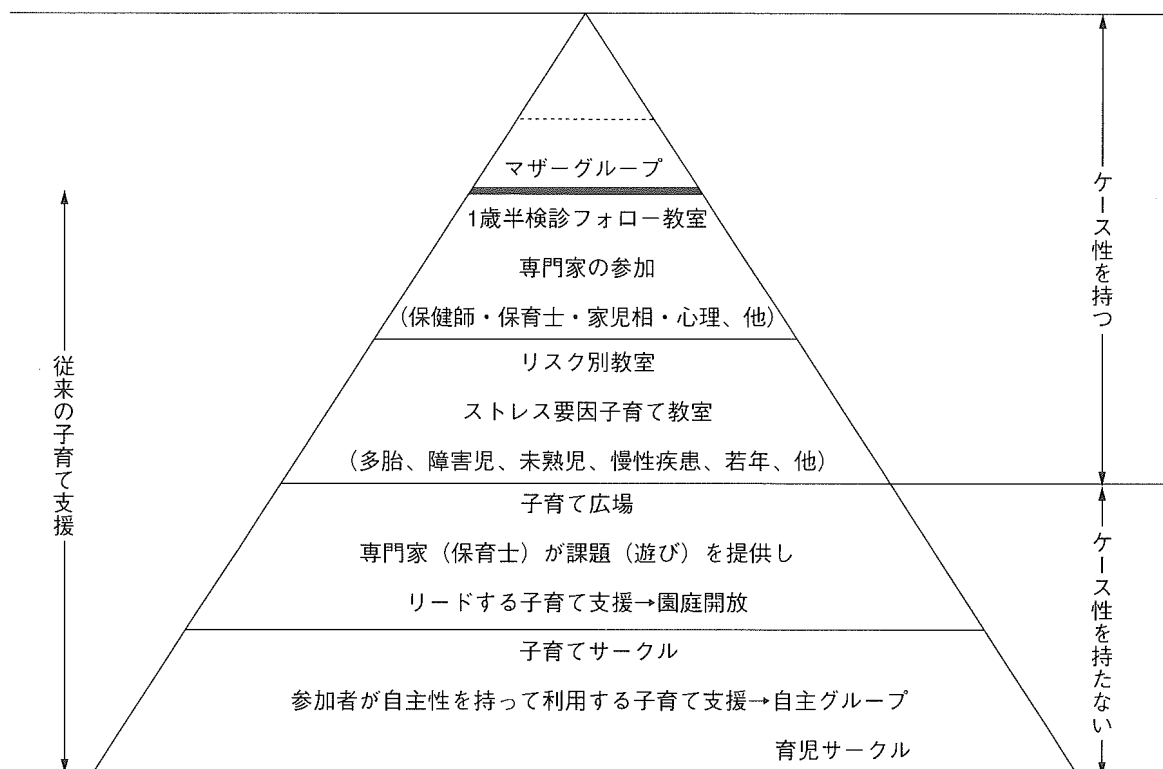 マザーグループ
1歳半検診フォロー教室
専門家の参加
(保健師・保育士・家児相・心理、他)
リスク別教室
ストレス要因子育て教室
(多胎、障害児、未熟児、慢性疾患、若年、他)
子育て広場
専門家（保育士）が課題（遊び）を提供し
リードする子育て支援→園庭開放
子育てサークル
参加者が自主性を持って利用する子育て支援→自主グループ
育児サークル
従来の子育て支援
ケース性を持つ
ケース性を持たない